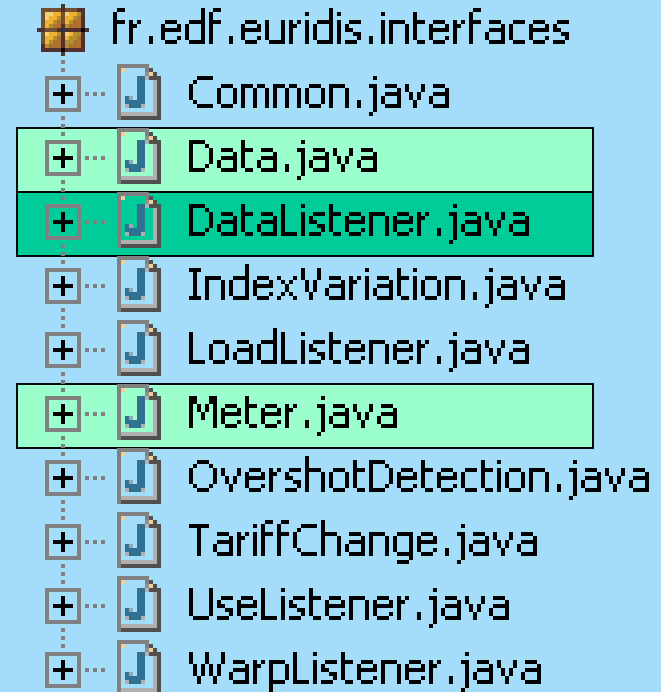 fr.edf.euridis.interfaces
Common.java
Data.java
DataListener.java
IndexVariation.java
LoadListener.java
Meter.java
OvershotDetection.java
TariffChange.java
UseListener.java
WarpListener.java